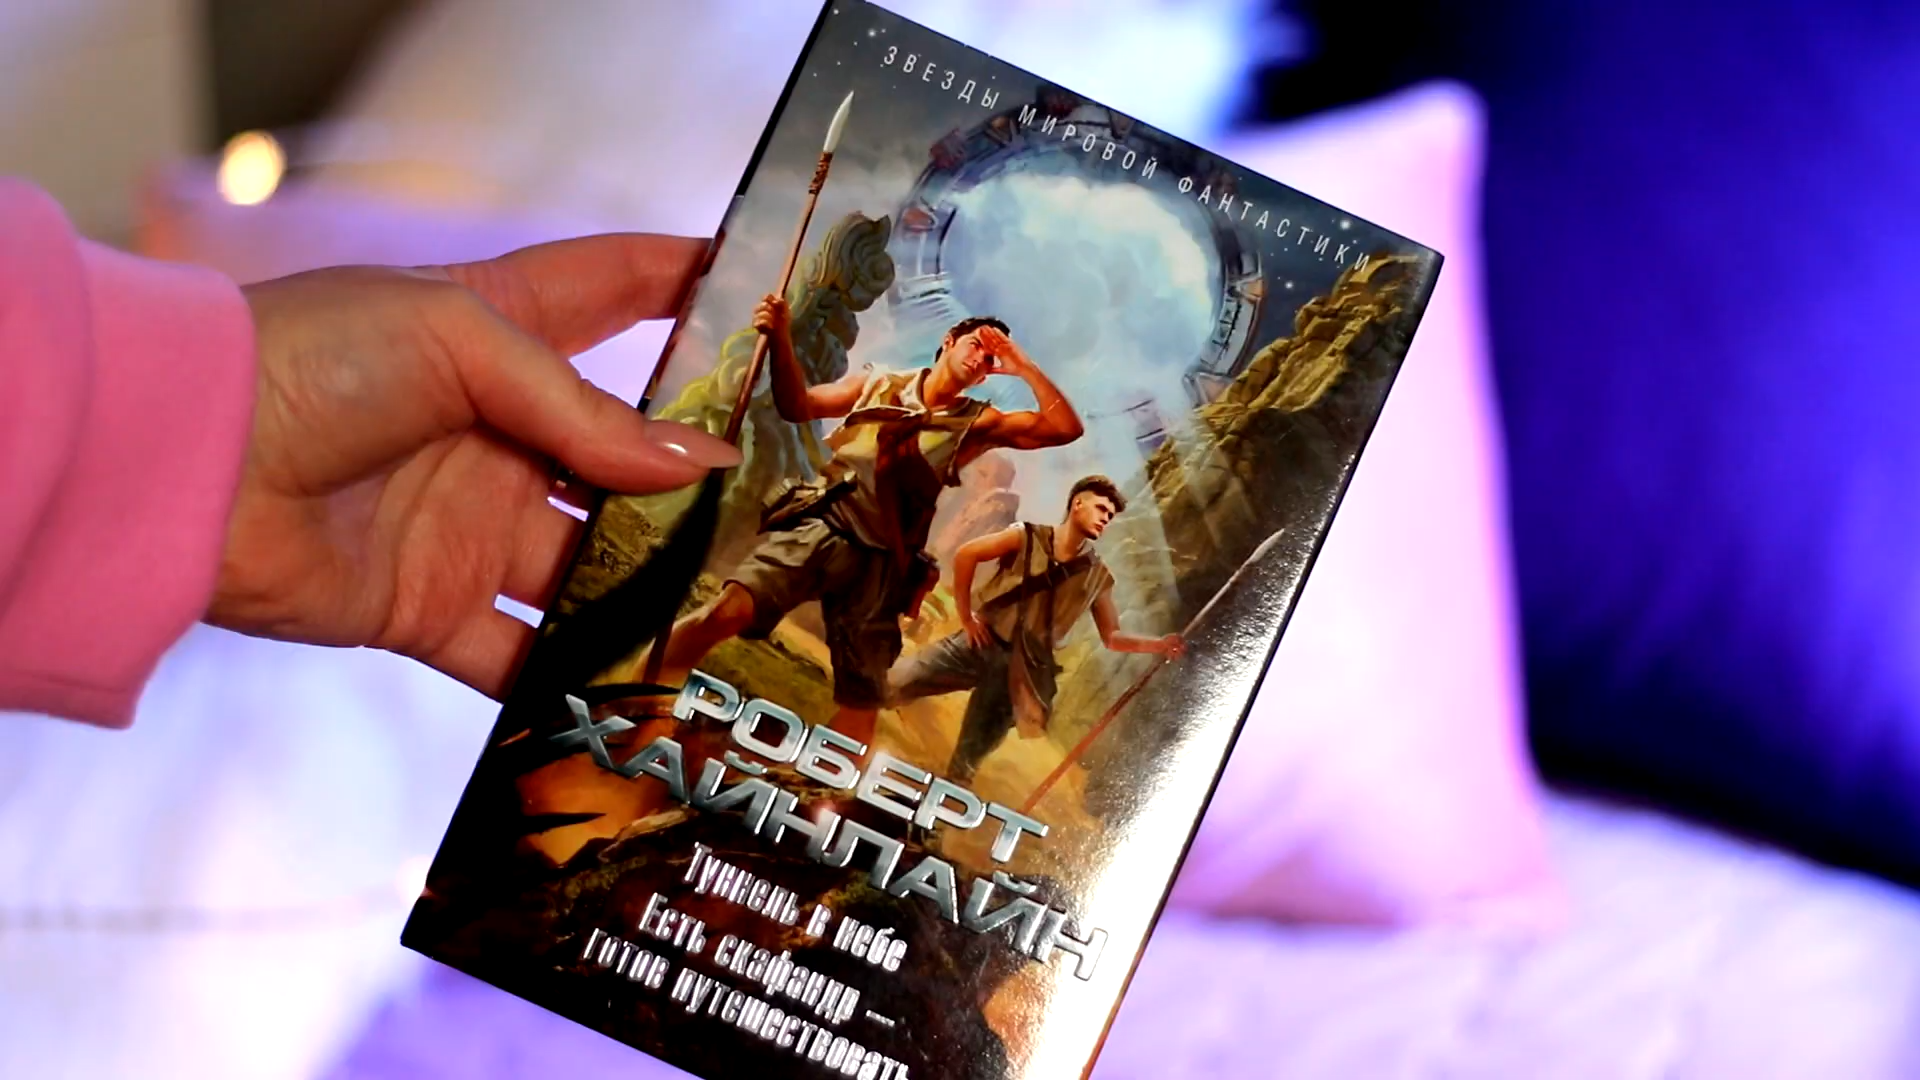 ЗВЕЗДЫ МИРОВОЙ ФАНТАСТИКИ
РОБЕРТ
ХАЙНЛАЙН
Туннель в небе
Есть скафандр —
готов путешествовать